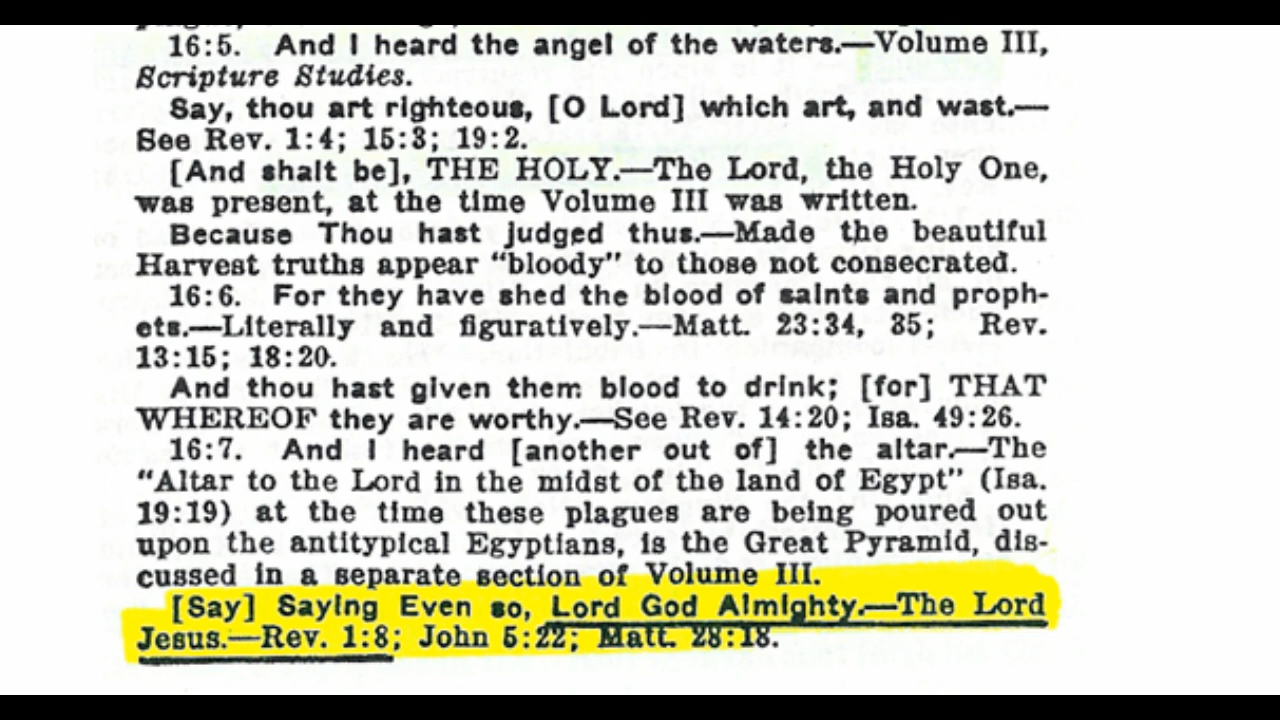 16:5. And I heard the angel of the waters.—Volume III,
Scripture Studies.
Say, thou art righteous, [O Lord] which art, and wast.—
See Rev. 1:4; 15:3; 19:2.
[And shalt be], THE HOLY.—The Lord, the Holy One,
was present, at the time Volume III was written.
Because Thou hast judged thus.—Made the beautiful
Harvest truths appear “bloody” to those not consecrated.
16:6. For they have shed the blood of saints and proph-
ets.—Literally and figuratively.—Matt. 23:34, 35; Rev.
13:15; 18:20.
And thou hast given them blood to drink; [for] THAT
WHEREOF they are worthy.—See Rev. 14:20; Isa. 49:26.
16:7. And I heard [another out of] the altar.—The
“Altar to the Lord in the midst of the land of Egypt” (Isa.
19:19) at the time these plagues are being poured out
upon the antitypical Egyptians, is the Great Pyramid, dis-
cussed in a separate section of Volume III.
[Say] Saying Even so, Lord God Almighty.—The Lord
Jesus.—Rev. 1:8; John 5:22; Matt. 28:18.